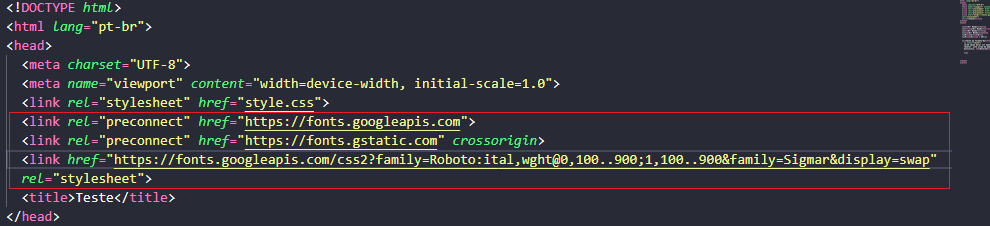 <!DOCTYPE html>
<html lang="pt-br">
<head>
<meta charset="UTF-8">
<meta name="viewport" content="width=device-width, initial-scale=1.0">
<link rel="stylesheet" href="style.css">
<link rel="preconnect" href="https://fonts.googleapis.com">
<link rel="preconnect" href="https://fonts.gstatic.com" crossorigin>
<link href="https://fonts.googleapis.com/css2?family=Roboto:ital,wght@0,100..900;1,100..900&family=Sigmar&display=swap"
rel="stylesheet">
<title>Teste</title>
</head>